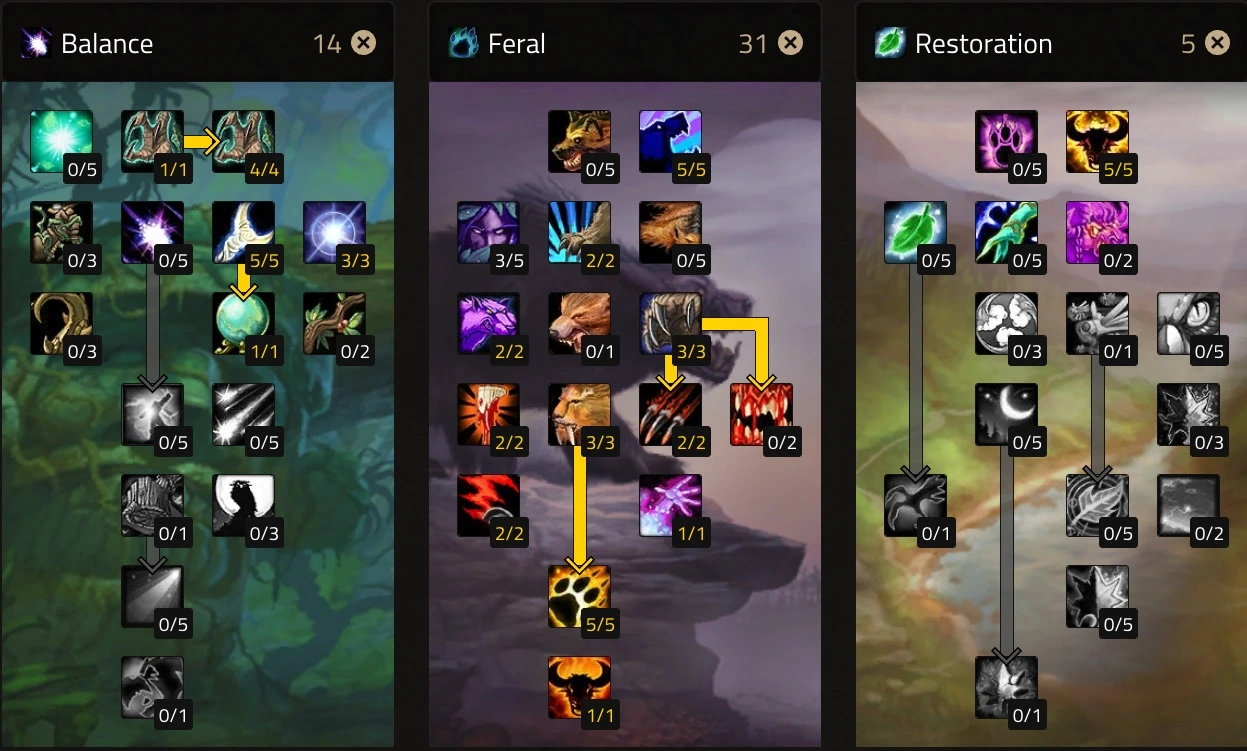 Balance 14
0/5 1/1 4/4
0/3 0/5 5/5 3/3
0/3 1/1 0/2
0/5 0/5
0/1 0/3
0/5
0/1
Feral 31
0/5 5/5
3/5 2/2 0/5
2/2 0/1 3/3
2/2 3/3 2/2 0/2
2/2 1/1
5/5
1/1
Restoration 5
0/5 5/5
0/5 0/5 0/2
0/3 0/1 0/5
0/5 0/3
0/1 0/5 0/2
0/5
0/1